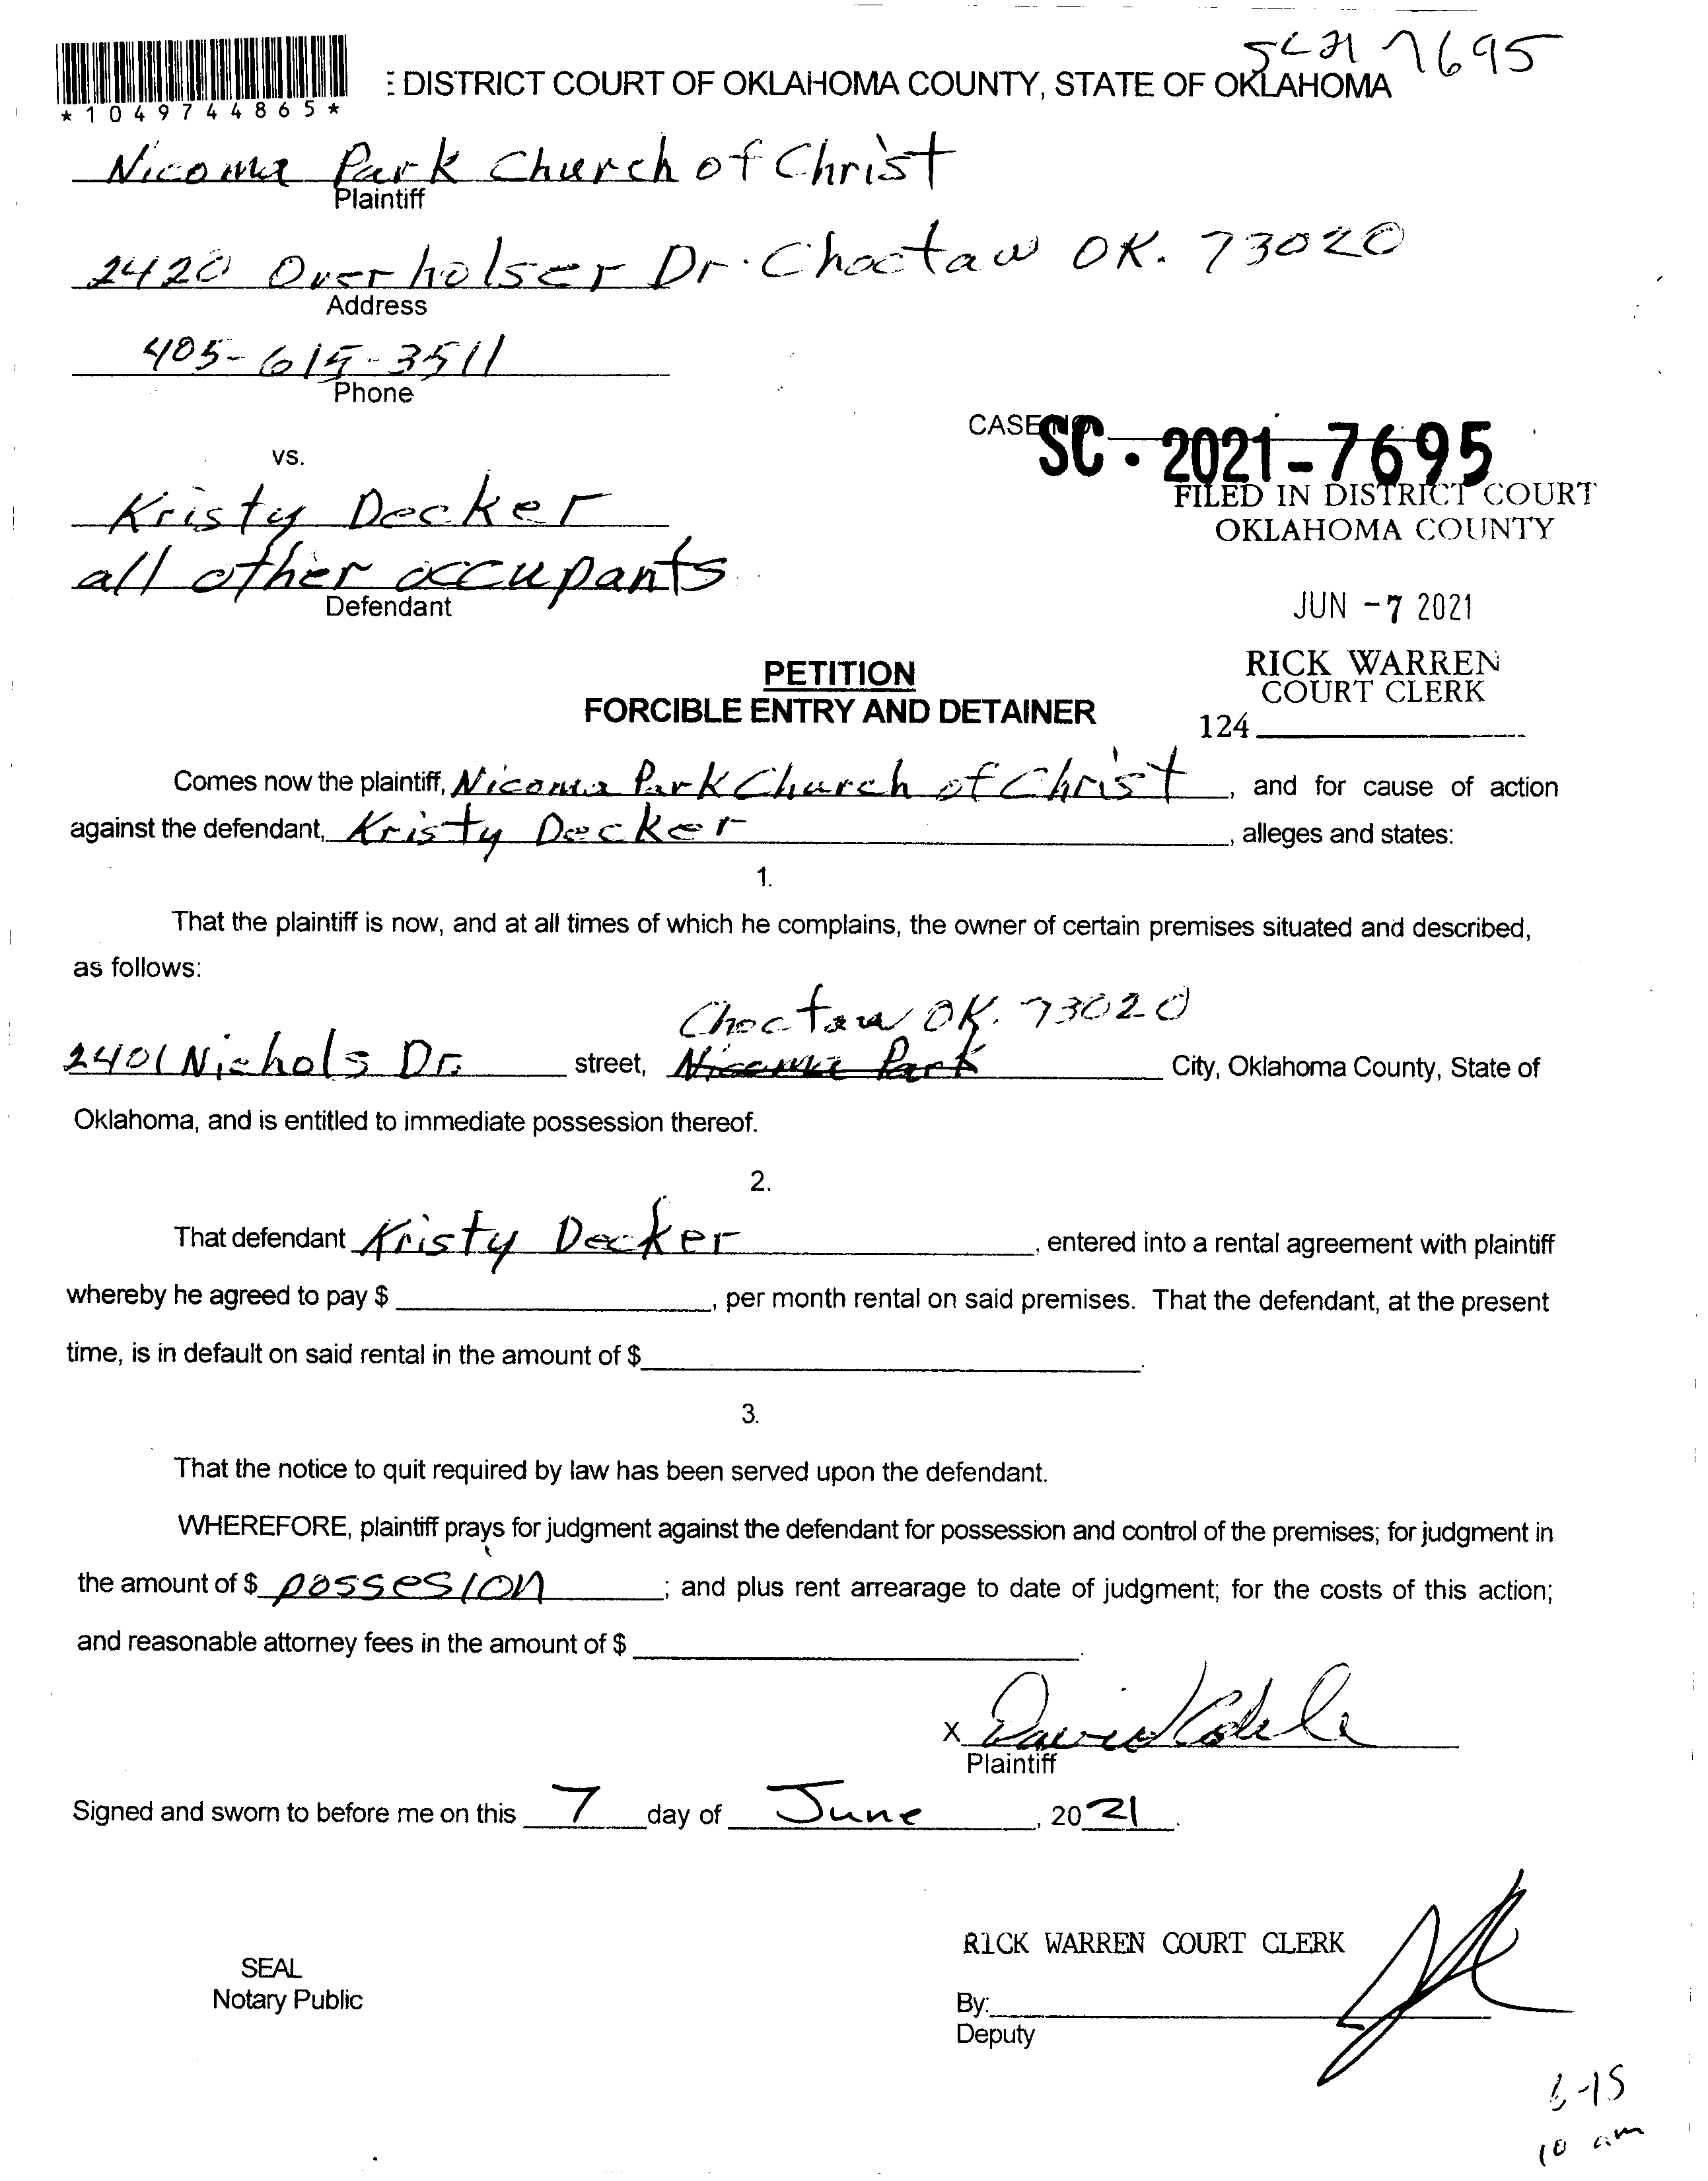 SC21 7695
*1049744865*
: DISTRICT COURT OF OKLAHOMA COUNTY, STATE OF OKLAHOMA
Nicoma Park Church of Christ
Plaintiff
2420 Overholser Dr. Choctaw OK. 73020
Address
405-615-3511
Phone
CASE NO.
SC • 2021-7695
vs.
FILED IN DISTRICT COURT
OKLAHOMA COUNTY
Kristy Decker
all other occupants
Defendant
JUN -7 2021
RICK WARREN
COURT CLERK
124
PETITION
FORCIBLE ENTRY AND DETAINER
Comes now the plaintiff, Nicoma Park Church of Christ, and for cause of action
against the defendant, Kristy Decker, alleges and states:
1.
That the plaintiff is now, and at all times of which he complains, the owner of certain premises situated and described,
as follows:
Choctaw OK. 73020
2401 Nichols Dr. street, Nicoma Park City, Oklahoma County, State of
Oklahoma, and is entitled to immediate possession thereof.
2.
That defendant Kristy Decker, entered into a rental agreement with plaintiff
whereby he agreed to pay $ , per month rental on said premises. That the defendant, at the present
time, is in default on said rental in the amount of $ .
3.
That the notice to quit required by law has been served upon the defendant.
WHEREFORE, plaintiff prays for judgment against the defendant for possession and control of the premises; for judgment in
the amount of $ possesion ; and plus rent arrearage to date of judgment; for the costs of this action;
and reasonable attorney fees in the amount of $ .
X David
Plaintiff
Signed and sworn to before me on this 7 day of June, 2021.
RICK WARREN COURT CLERK
SEAL
Notary Public
By:
Deputy
6-15
10 am